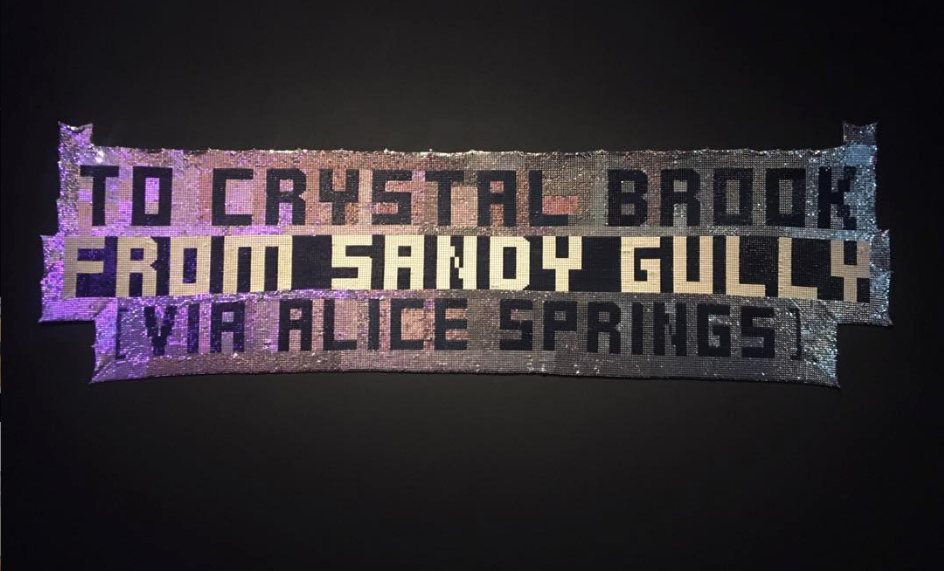 TO CRYSTAL BROOK
FROM SANDY GULLY
[VIA ALICE SPRINGS]